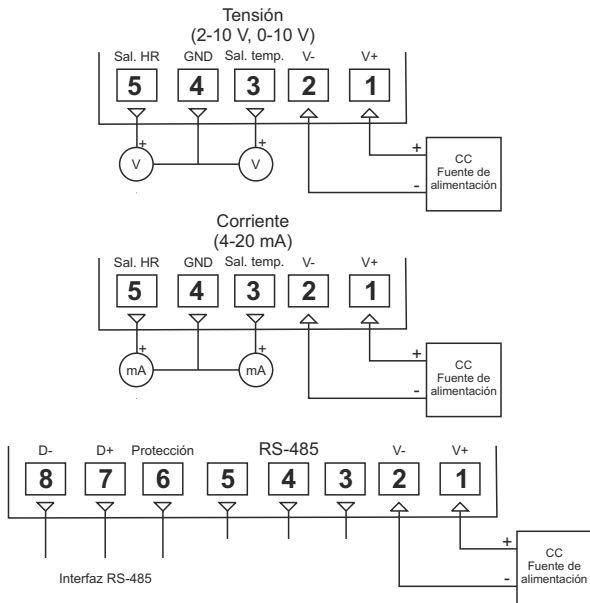 Tensión
(2-10 V, 0-10 V)
Sal. HR GND Sal. temp. V- V+
5 4 3 2 1
+ + +
V V
-
CC
Fuente de
alimentación
Corriente
(4-20 mA)
Sal. HR GND Sal. temp. V- V+
5 4 3 2 1
+ + +
mA mA
-
CC
Fuente de
alimentación
D- D+ Protección RS-485 V- V+
8 7 6 5 4 3 2 1
+
-
CC
Fuente de
alimentación
Interfaz RS-485